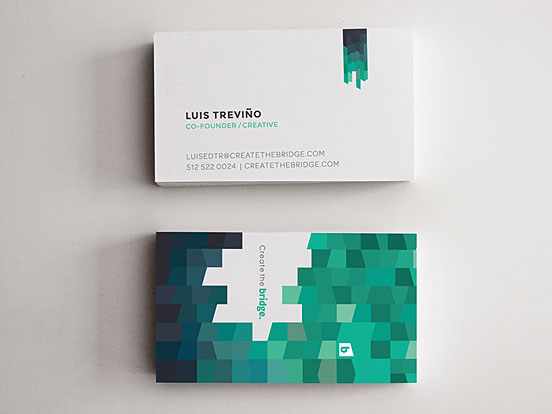 LUIS TREVIÑO
CO-FOUNDER / CREATIVE
LUISEDTR@CREATETHEBRIDGE.COM
512 522 0024 | CREATETHEBRIDGE.COM
Create the bridge.
b